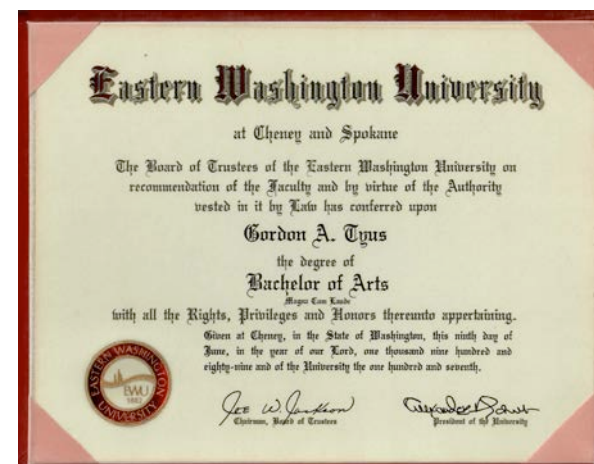 Eastern Washington University
at Cheney and Spokane
The Board of Trustees of the Eastern Washington University on
recommendation of the Faculty and by virtue of the Authority
vested in it by Law has conferred upon
Gordon A. Tyus
the degree of
Bachelor of Arts
Magna Cum Laude
with all the Rights, Privileges and Honors thereunto appertaining.
Given at Cheney, in the State of Washington, this ninth day of
June, in the year of our Lord, one thousand nine hundred and
eighty-nine and of the University the one hundred and seventh.
EASTERN WASHINGTON
EWU
1882
UNIVERSITY
Joe W. Jackson
Chairman, Board of Trustees
President of the University